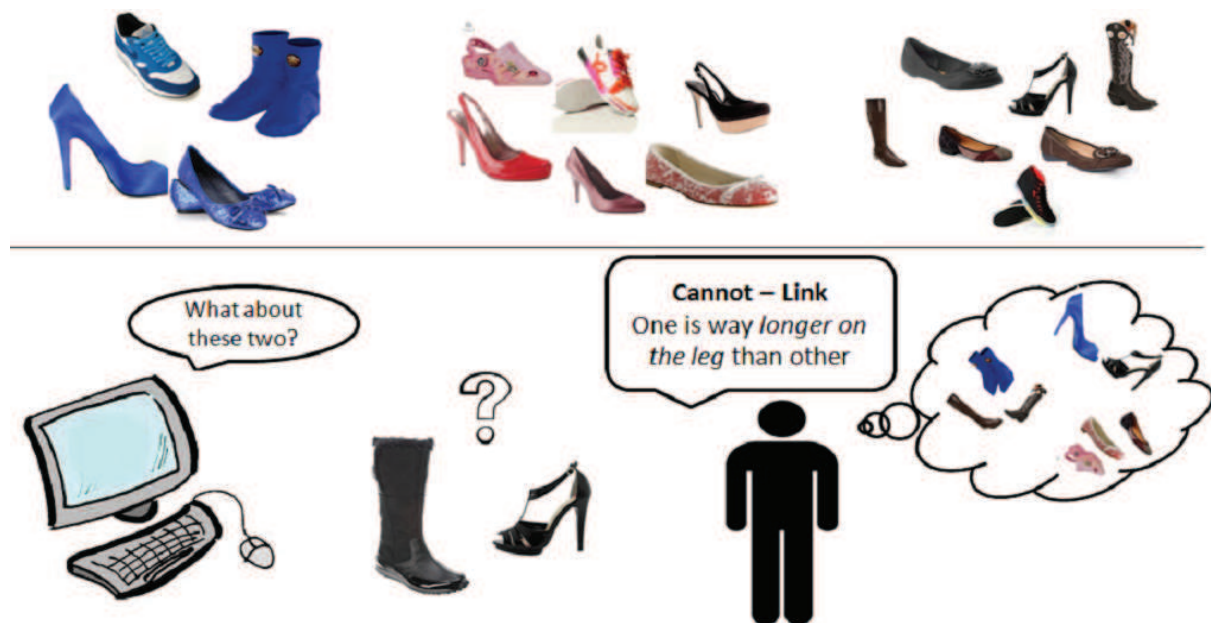 What about
these two?
Cannot – Link
One is way longer on
the leg than other
?